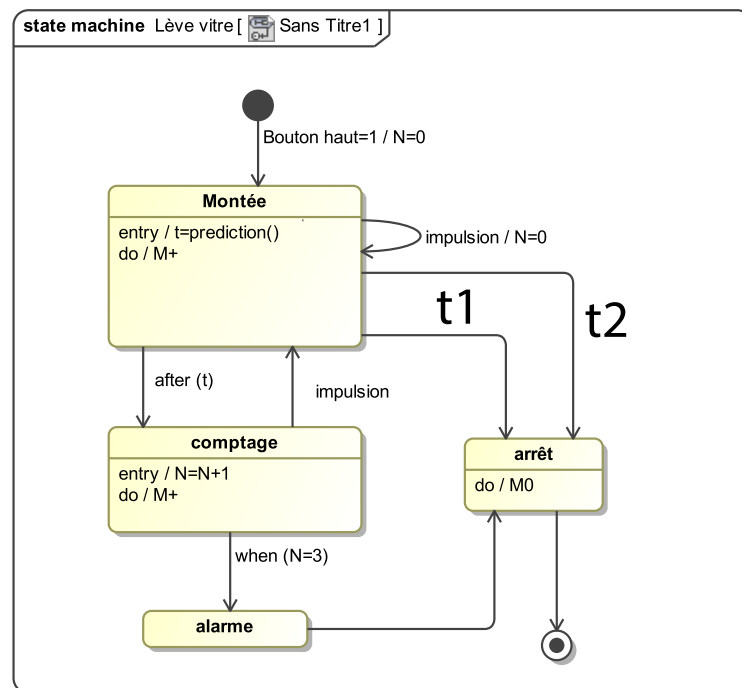 state machine Lève vitre [ Sans Titre1 ]
Bouton haut=1 / N=0
Montée
entry / t=prediction()
do / M+
impulsion / N=0
t1
t2
after (t)
impulsion
comptage
entry / N=N+1
do / M+
arrêt
do / M0
when (N=3)
alarme